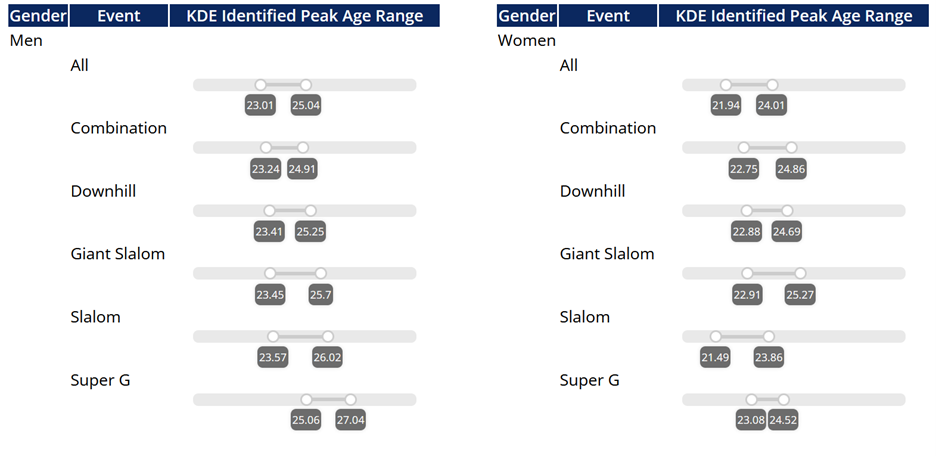 Gender Event KDE Identified Peak Age Range
Men
All
23.01 25.04
Combination
23.24 24.91
Downhill
23.41 25.25
Giant Slalom
23.45 25.7
Slalom
23.57 26.02
Super G
25.06 27.04
Gender Event KDE Identified Peak Age Range
Women
All
21.94 24.01
Combination
22.75 24.86
Downhill
22.88 24.69
Giant Slalom
22.91 25.27
Slalom
21.49 23.86
Super G
23.08 24.52